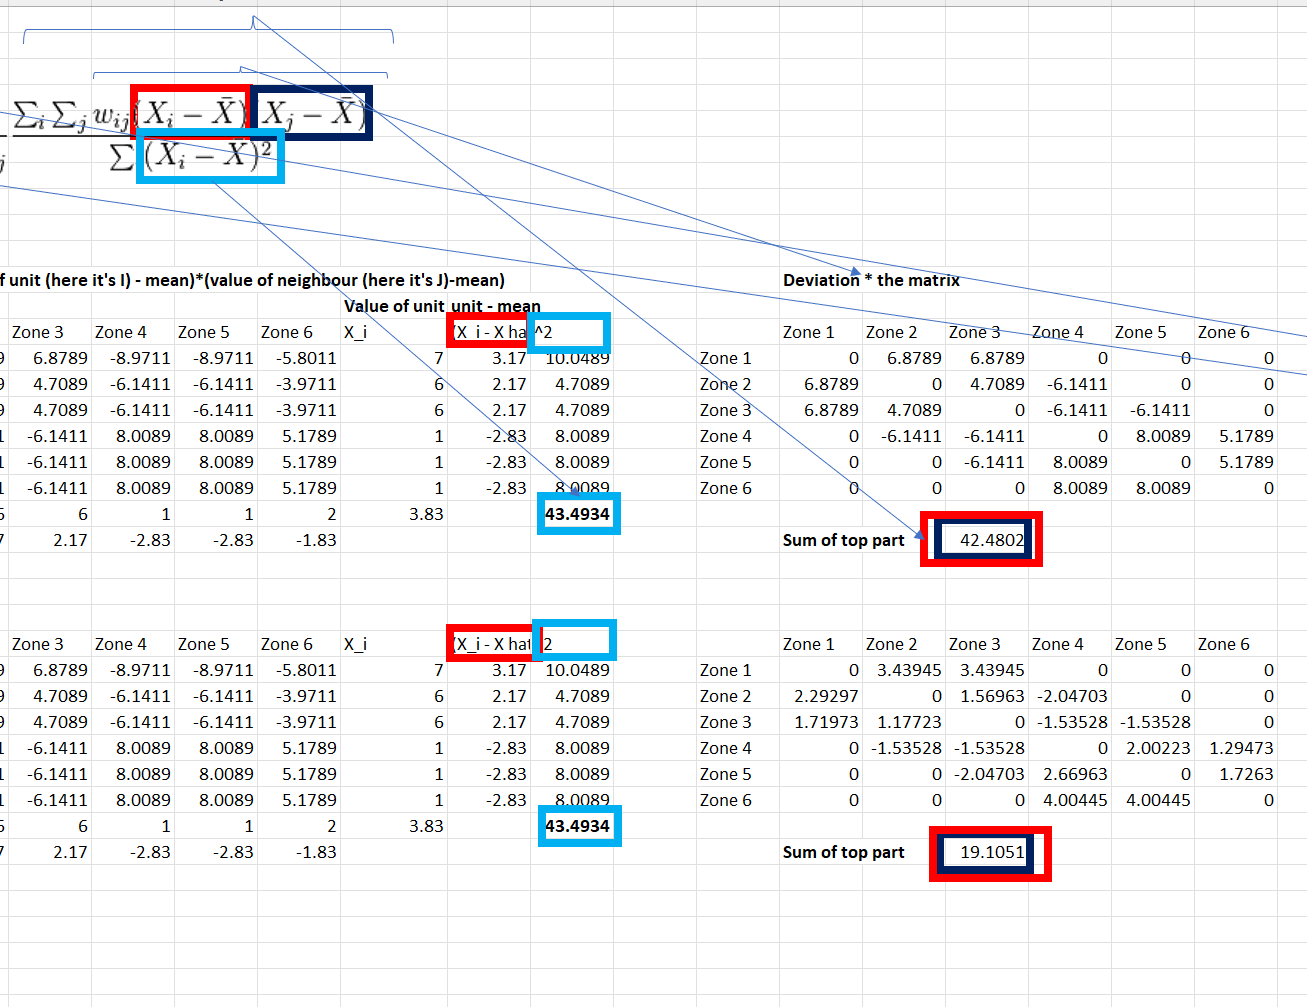 ∑i ∑j wij (Xi − X̄) (Xj − X̄)
j ∑ (Xi − X)²
f unit (here it's I) - mean)*(value of neighbour (here it's J)-mean) Deviation * the matrix
Value of unit unit - mean
Zone 3 Zone 4 Zone 5 Zone 6 X_i (X_i - X ha ^2 Zone 1 Zone 2 Zone 3 Zone 4 Zone 5 Zone 6
9 6.8789 -8.9711 -8.9711 -5.8011 7 3.17 10.0489 Zone 1 0 6.8789 6.8789 0 0 0
9 4.7089 -6.1411 -6.1411 -3.9711 6 2.17 4.7089 Zone 2 6.8789 0 4.7089 -6.1411 0 0
9 4.7089 -6.1411 -6.1411 -3.9711 6 2.17 4.7089 Zone 3 6.8789 4.7089 0 -6.1411 -6.1411 0
1 -6.1411 8.0089 8.0089 5.1789 1 -2.83 8.0089 Zone 4 0 -6.1411 -6.1411 0 8.0089 5.1789
1 -6.1411 8.0089 8.0089 5.1789 1 -2.83 8.0089 Zone 5 0 0 -6.1411 8.0089 0 5.1789
1 -6.1411 8.0089 8.0089 5.1789 1 -2.83 8.0089 Zone 6 0 0 0 8.0089 8.0089 0
6 1 1 2 3.83 43.4934
7 2.17 -2.83 -2.83 -1.83 Sum of top part 42.4802
Zone 3 Zone 4 Zone 5 Zone 6 X_i (X_i - X hat 2 Zone 1 Zone 2 Zone 3 Zone 4 Zone 5 Zone 6
9 6.8789 -8.9711 -8.9711 -5.8011 7 3.17 10.0489 Zone 1 0 3.43945 3.43945 0 0 0
9 4.7089 -6.1411 -6.1411 -3.9711 6 2.17 4.7089 Zone 2 2.29297 0 1.56963 -2.04703 0 0
9 4.7089 -6.1411 -6.1411 -3.9711 6 2.17 4.7089 Zone 3 1.71973 1.17723 0 -1.53528 -1.53528 0
1 -6.1411 8.0089 8.0089 5.1789 1 -2.83 8.0089 Zone 4 0 -1.53528 -1.53528 0 2.00223 1.29473
1 -6.1411 8.0089 8.0089 5.1789 1 -2.83 8.0089 Zone 5 0 0 -2.04703 2.66963 0 1.7263
1 -6.1411 8.0089 8.0089 5.1789 1 -2.83 8.0089 Zone 6 0 0 0 4.00445 4.00445 0
6 1 1 2 3.83 43.4934
7 2.17 -2.83 -2.83 -1.83 Sum of top part 19.1051